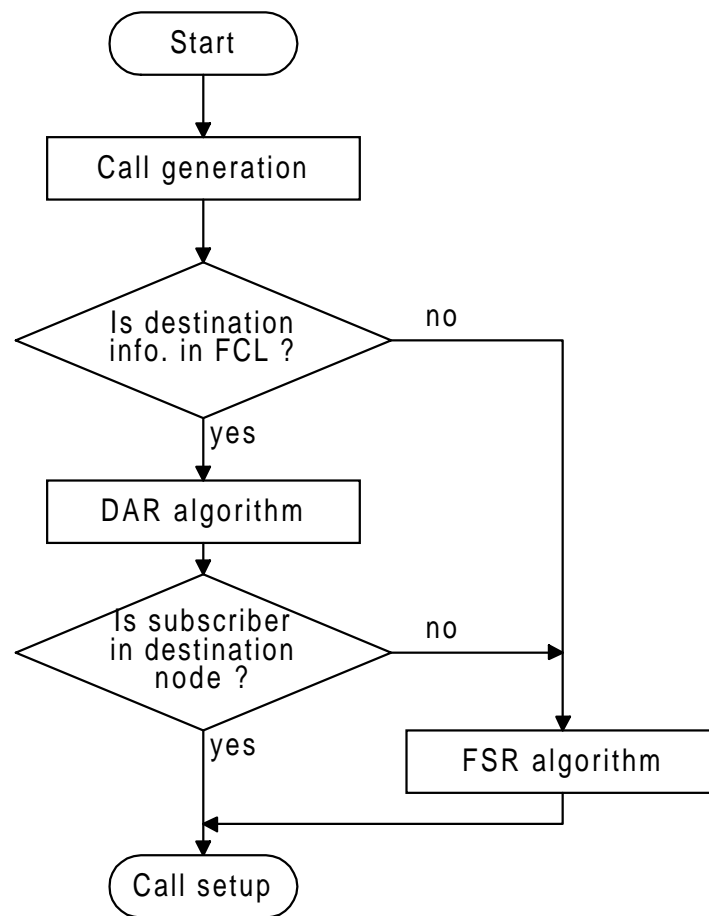 Start
Call generation
Is destination
info. in FCL ?
no
yes
DAR algorithm
Is subscriber
in destination
node ?
no
yes
FSR algorithm
Call setup